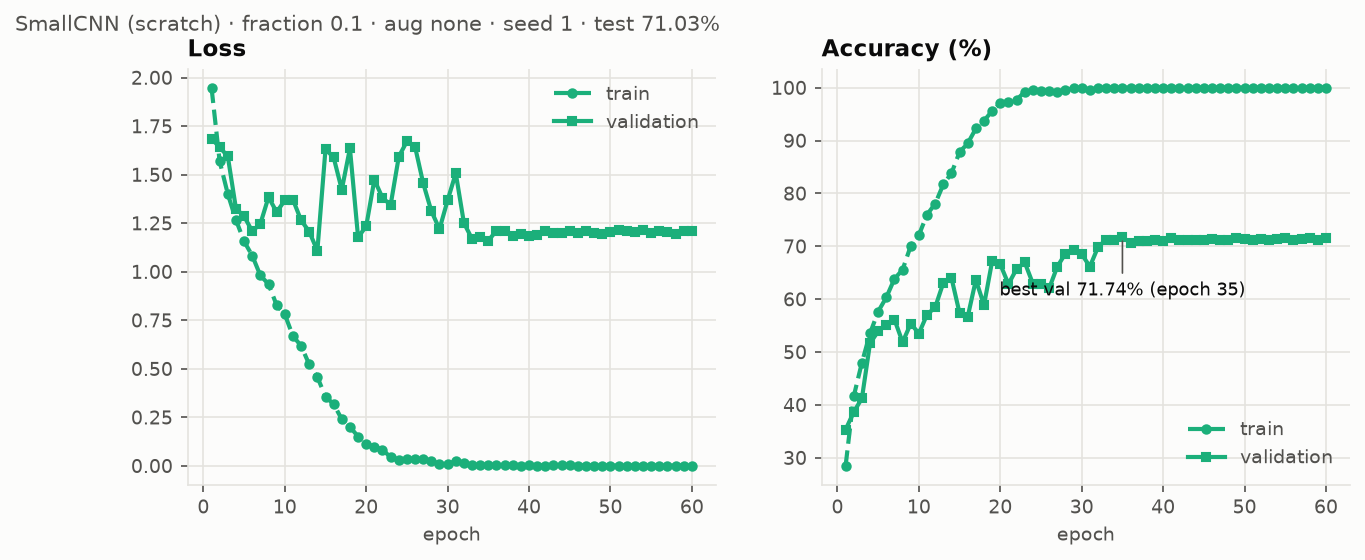 SmallCNN (scratch) · fraction 0.1 · aug none · seed 1 · test 71.03%
Loss
2.00
1.75
1.50
1.25
1.00
0.75
0.50
0.25
0.00
0 10 20 30 40 50 60
epoch
train
validation
Accuracy (%)
100
90
80
70
60
50
40
30
0 10 20 30 40 50 60
epoch
best val 71.74% (epoch 35)
train
validation